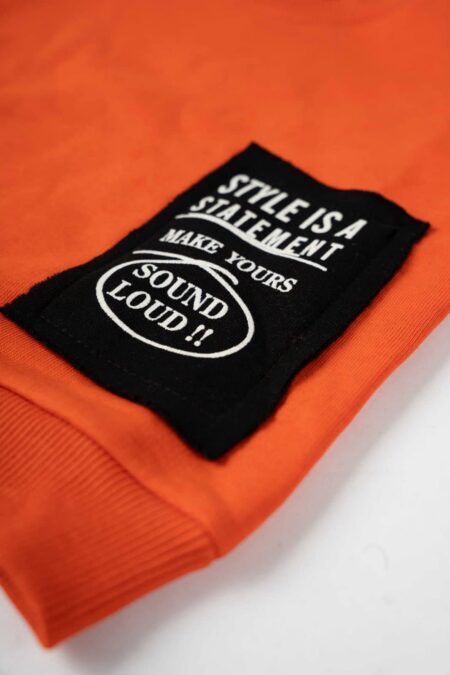 STYLE IS A
STATEMENT
MAKE YOURS
SOUND
LOUD !!